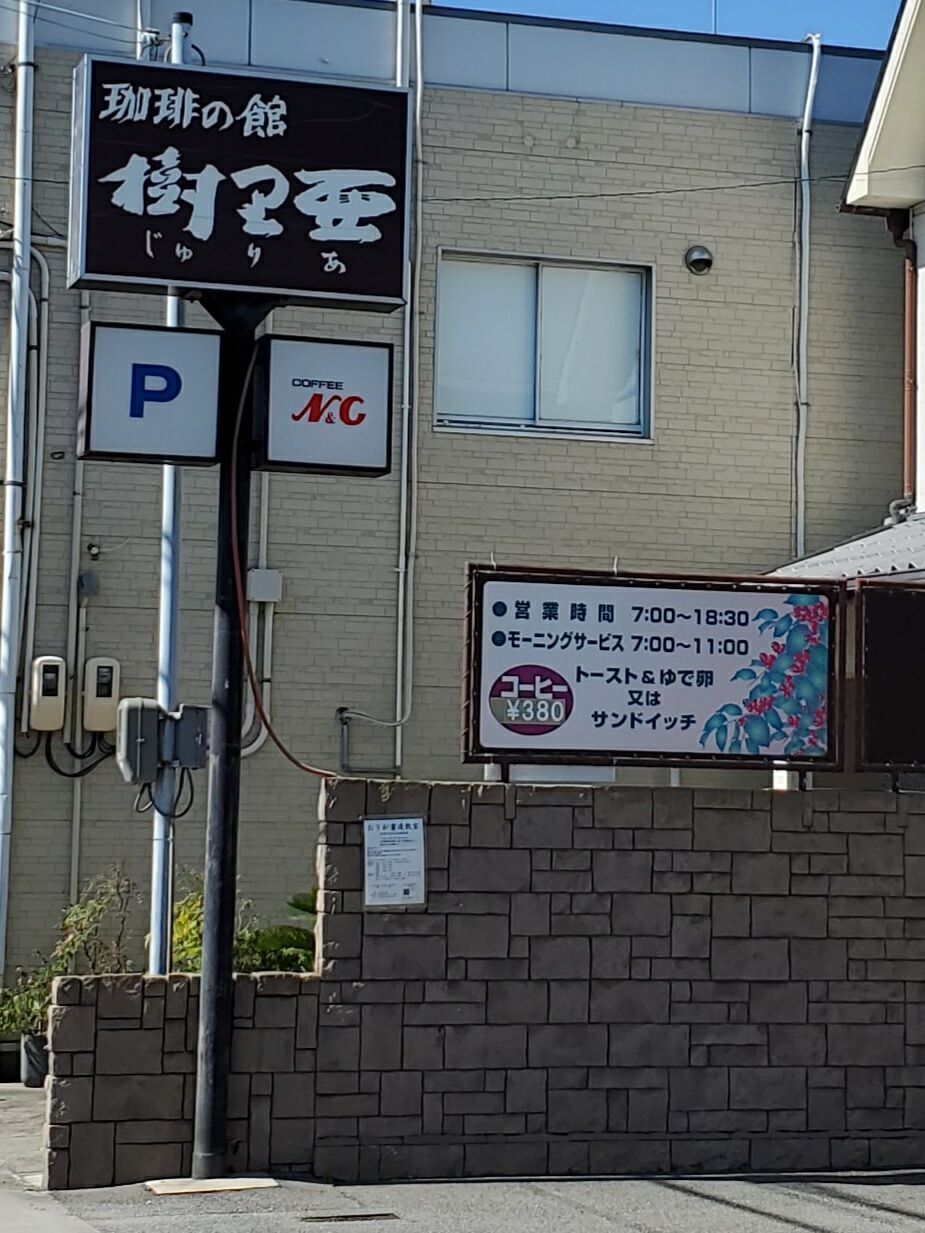 珈琲の館
樹里亜
じゅりあ
P
COFFEE
N&C
●営業時間 7:00～18:30
●モーニングサービス 7:00～11:00
コーヒー
¥380
トースト&ゆで卵
又は
サンドイッチ